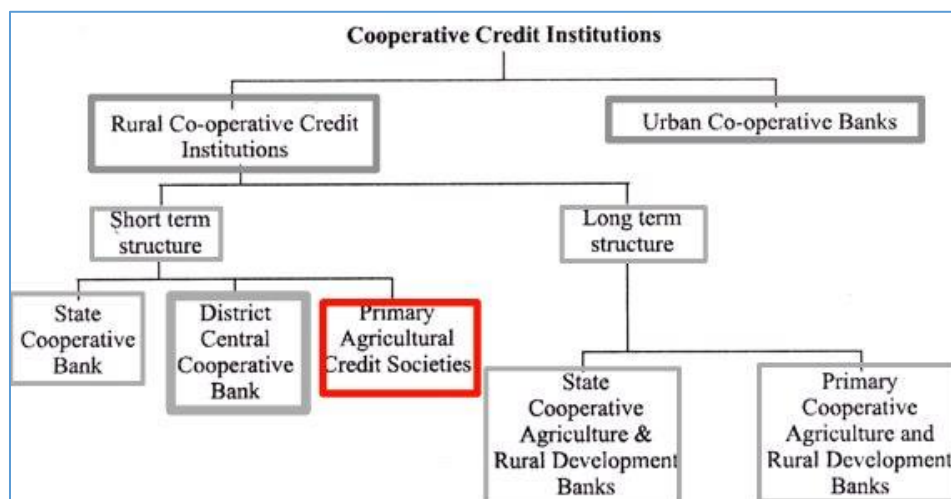 Cooperative Credit Institutions
Rural Co-operative Credit
Institutions
Urban Co-operative Banks
Short term
structure
Long term
structure
State
Cooperative
Bank
District
Central
Cooperative
Bank
Primary
Agricultural
Credit Societies
State
Cooperative
Agriculture &
Rural Development
Banks
Primary
Cooperative
Agriculture and
Rural Development
Banks